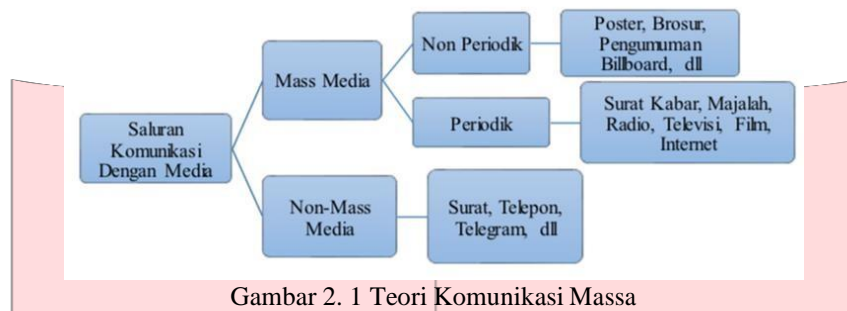 Saluran
Komunikasi
Dengan Media
Mass Media
Non Periodik
Poster, Brosur,
Pengumuman
Billboard, dll
Periodik
Surat Kabar, Majalah,
Radio, Televisi, Film,
Internet
Non-Mass
Media
Surat, Telepon,
Telegram, dll
Gambar 2. 1 Teori Komunikasi Massa